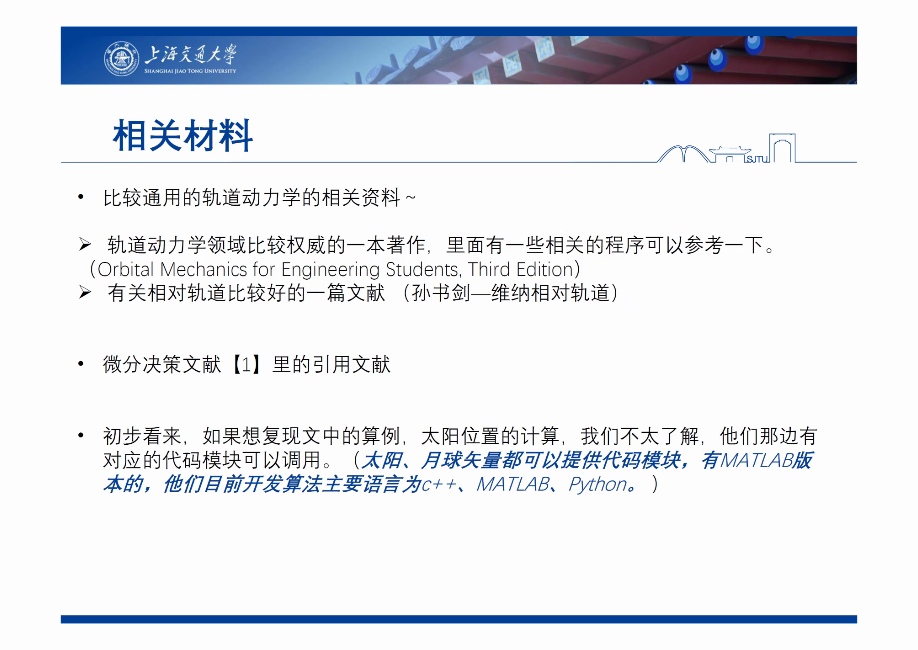 上海交通大学
SHANGHAI JIAO TONG UNIVERSITY
相关材料
SJTU
• 比较通用的轨道动力学的相关资料~
➢ 轨道动力学领域比较权威的一本著作，里面有一些相关的程序可以参考一下。
（Orbital Mechanics for Engineering Students, Third Edition）
➢ 有关相对轨道比较好的一篇文献 （孙书剑—维纳相对轨道）
• 微分决策文献【1】里的引用文献
• 初步看来，如果想复现文中的算例，太阳位置的计算，我们不太了解，他们那边有
对应的代码模块可以调用。（太阳、月球矢量都可以提供代码模块，有MATLAB版
本的，他们目前开发算法主要语言为c++、MATLAB、Python。）